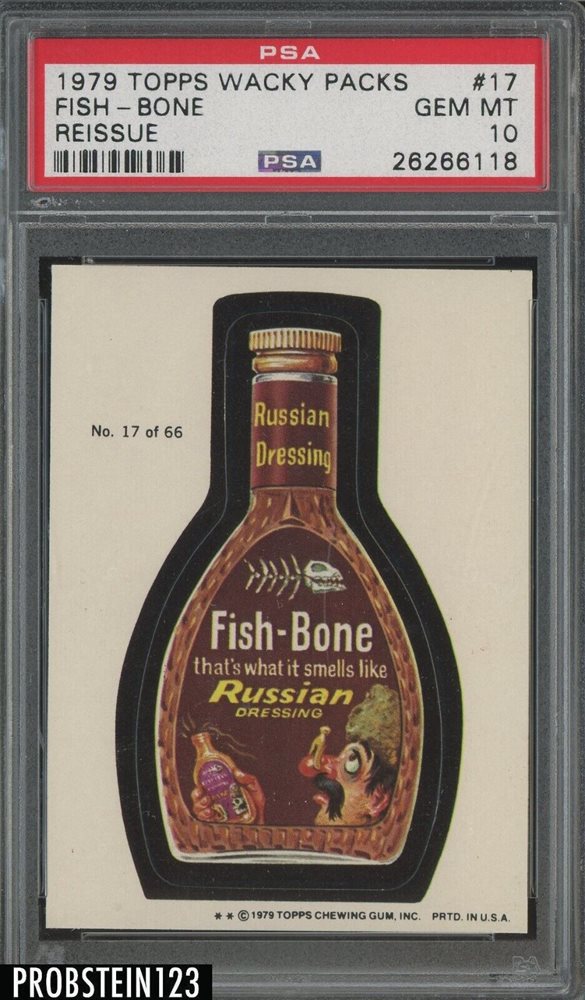 PSA
1979 TOPPS WACKY PACKS #17
FISH - BONE GEM MT
REISSUE 10
PSA 26266118
No. 17 of 66
Russian
Dressing
Fish-Bone
that's what it smells like
Russian
DRESSING
** © 1979 TOPPS CHEWING GUM, INC. PRTD. IN U.S.A.
PROBSTEIN123